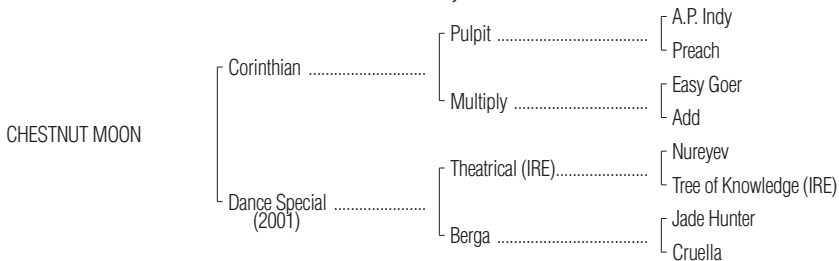 A.P. Indy
Pulpit ..........................................
Preach
Corinthian ................................
Easy Goer
Multiply .....................................
Add
CHESTNUT MOON
Nureyev
Theatrical (IRE).........................
Tree of Knowledge (IRE)
Dance Special .........................
(2001)
Jade Hunter
Berga ..........................................
Cruella